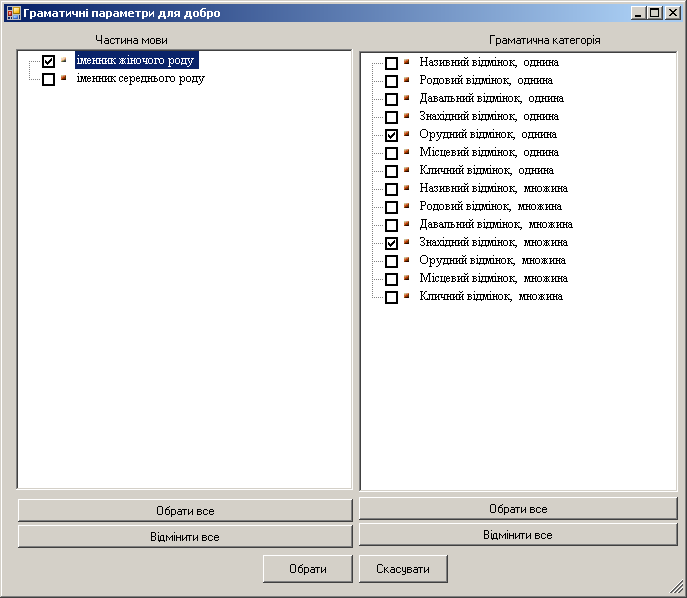 Граматичні параметри для добро
Частина мови
іменник жіночого роду
іменник середнього роду
Граматична категорія
Називний відмінок, однина
Родовий відмінок, однина
Давальний відмінок, однина
Знахідний відмінок, однина
Орудний відмінок, однина
Місцевий відмінок, однина
Кличний відмінок, однина
Називний відмінок, множина
Родовий відмінок, множина
Давальний відмінок, множина
Знахідний відмінок, множина
Орудний відмінок, множина
Місцевий відмінок, множина
Кличний відмінок, множина
Обрати все
Відмінити все
Обрати все
Відмінити все
Обрати
Скасувати